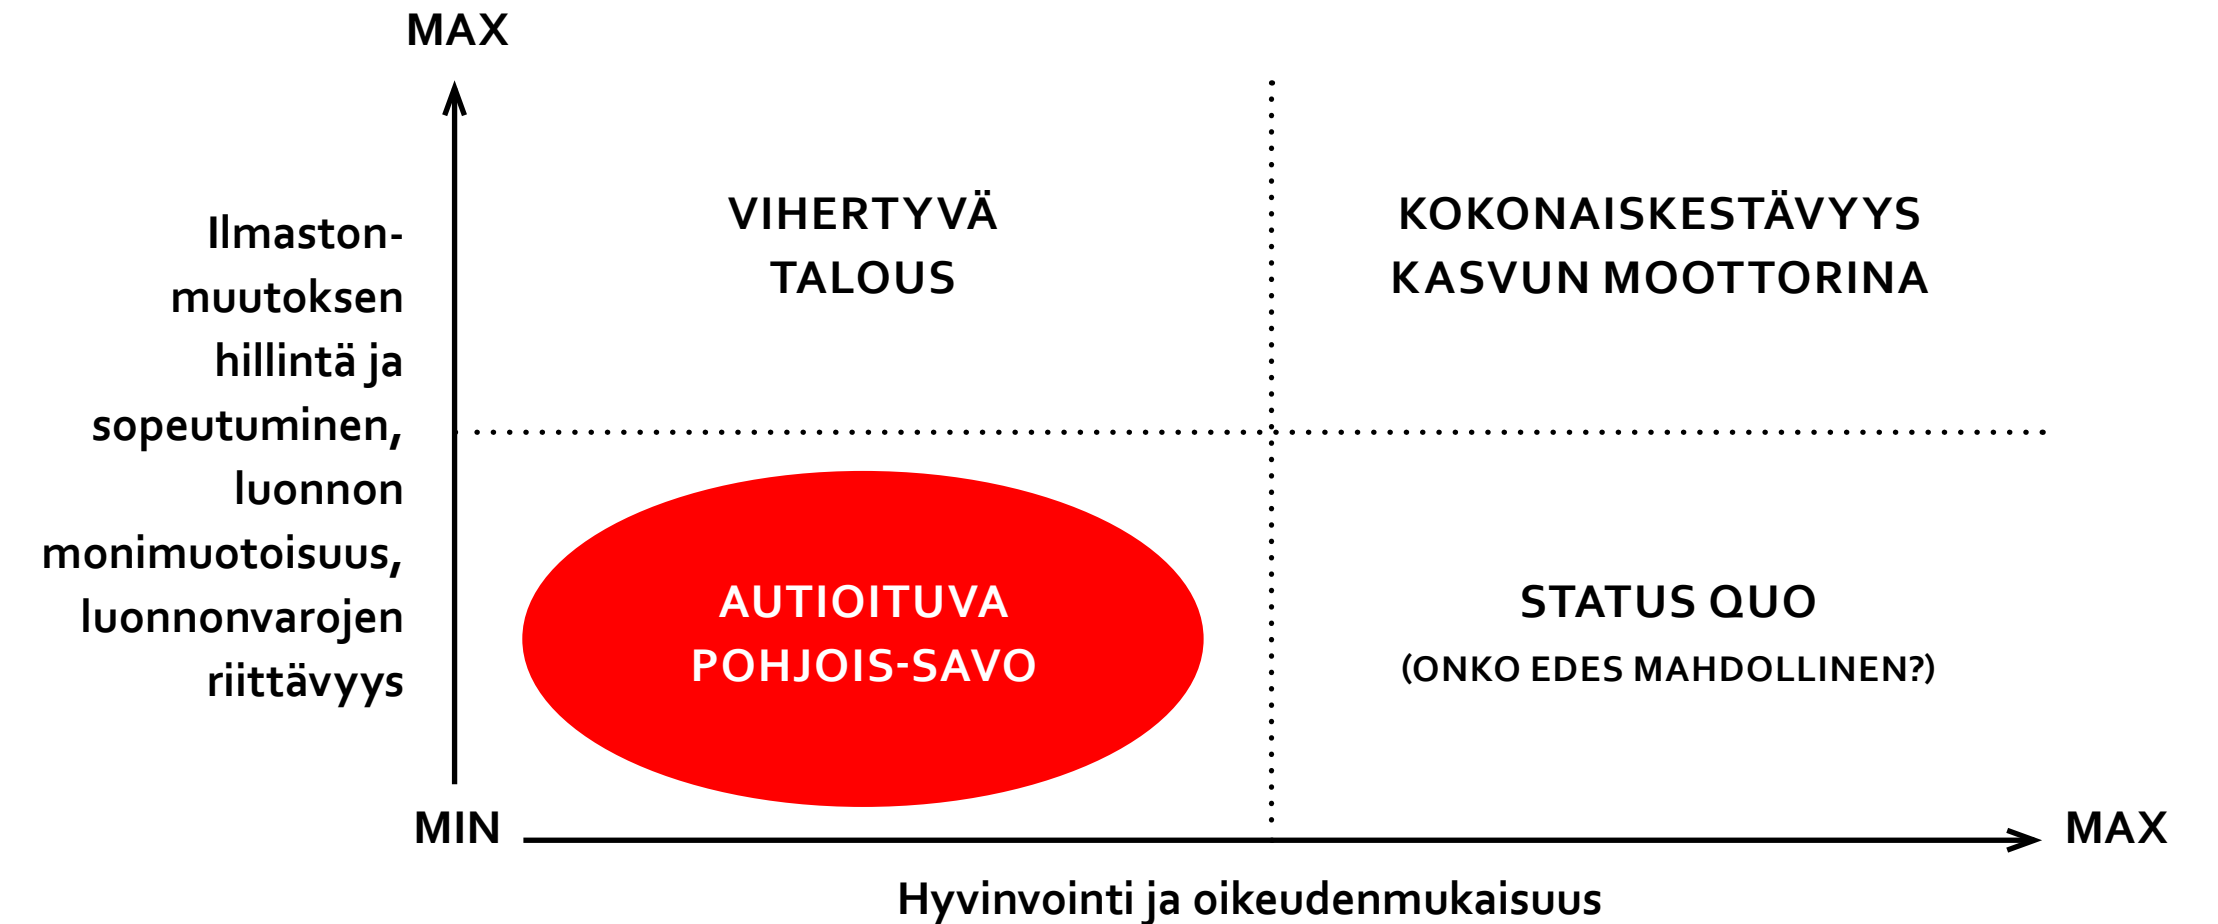 MAX
Ilmaston-
muutoksen
hillintä ja
sopeutuminen,
luonnon
monimuotoisuus,
luonnonvarojen
riittävyys
VIHERTYVÄ
TALOUS
KOKONAISKESTÄVYYS
KASVUN MOOTTORINA
AUTIOITUVA
POHJOIS-SAVO
STATUS QUO
(ONKO EDES MAHDOLLINEN?)
MIN
MAX
Hyvinvointi ja oikeudenmukaisuus